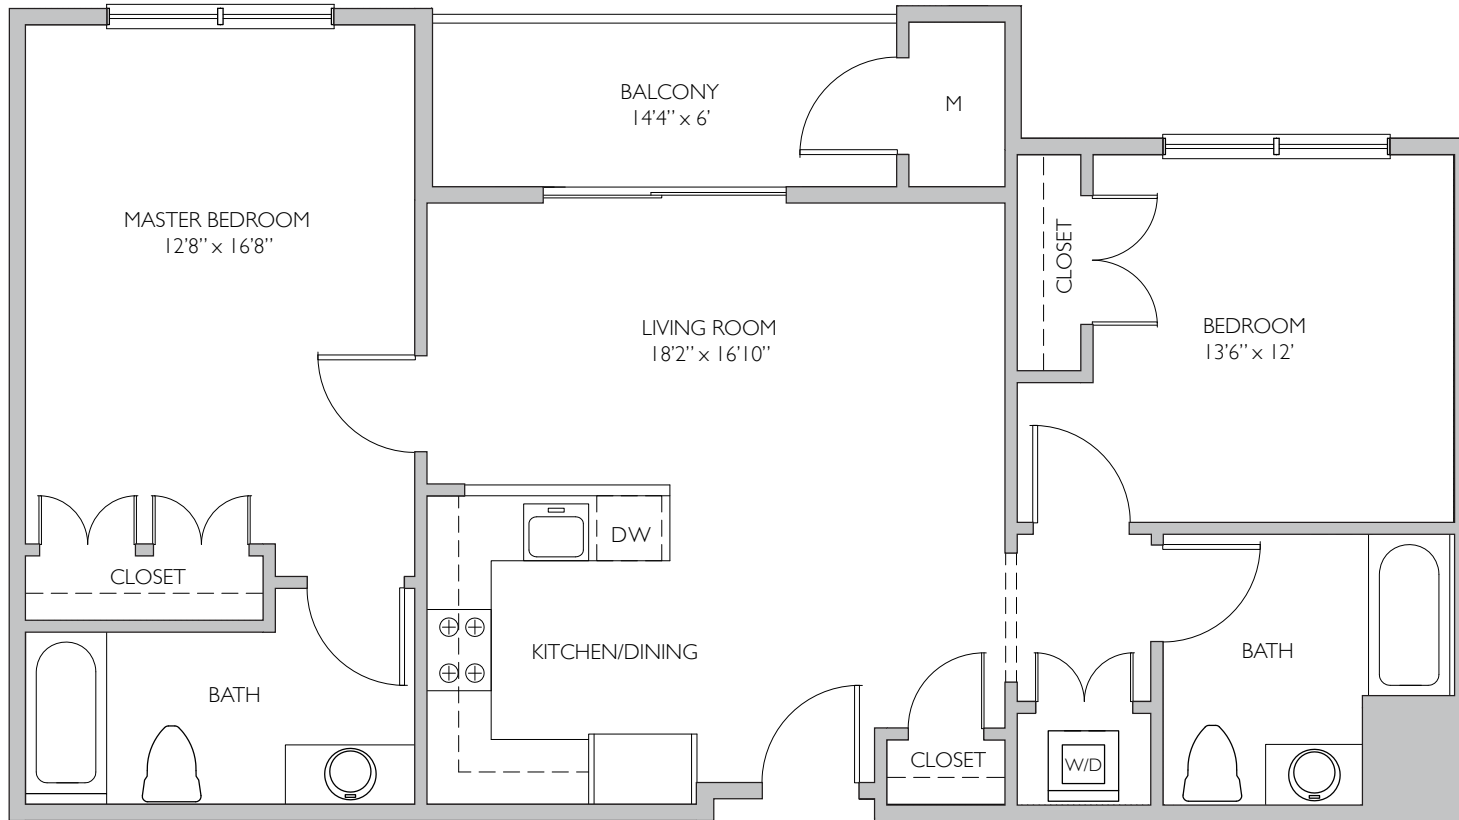 BALCONY
14'4'' x 6'
M
MASTER BEDROOM
12'8'' x 16'8''
CLOSET
LIVING ROOM
18'2'' x 16'10''
BEDROOM
13'6'' x 12'
DW
CLOSET
KITCHEN/DINING
BATH
BATH
CLOSET
W/D